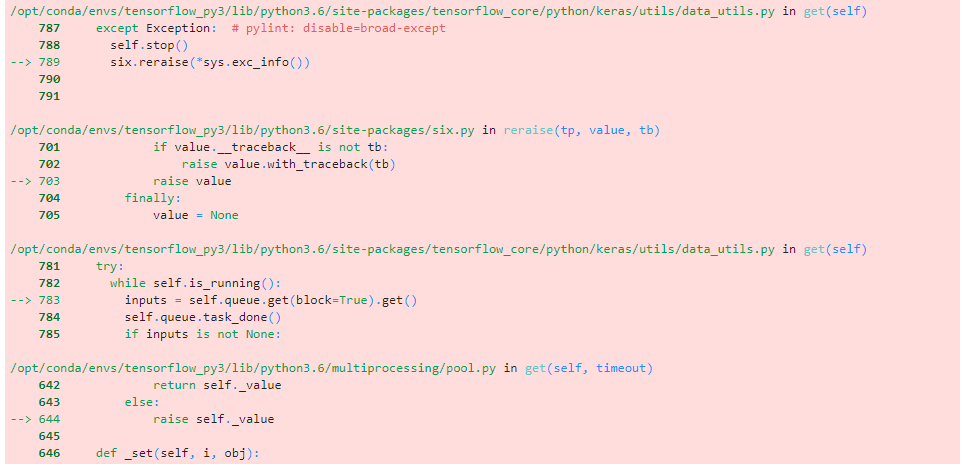 /opt/conda/envs/tensorflow_py3/lib/python3.6/site-packages/tensorflow_core/python/keras/utils/data_utils.py in get(self)
    787     except Exception:  # pylint: disable=broad-except
    788       self.stop()
--> 789       six.reraise(*sys.exc_info())
    790
    791

/opt/conda/envs/tensorflow_py3/lib/python3.6/site-packages/six.py in reraise(tp, value, tb)
    701             if value.__traceback__ is not tb:
    702                 raise value.with_traceback(tb)
--> 703             raise value
    704         finally:
    705             value = None

/opt/conda/envs/tensorflow_py3/lib/python3.6/site-packages/tensorflow_core/python/keras/utils/data_utils.py in get(self)
    781     try:
    782       while self.is_running():
--> 783         inputs = self.queue.get(block=True).get()
    784         self.queue.task_done()
    785         if inputs is not None:

/opt/conda/envs/tensorflow_py3/lib/python3.6/multiprocessing/pool.py in get(self, timeout)
    642             return self._value
    643         else:
--> 644             raise self._value
    645
    646     def _set(self, i, obj):